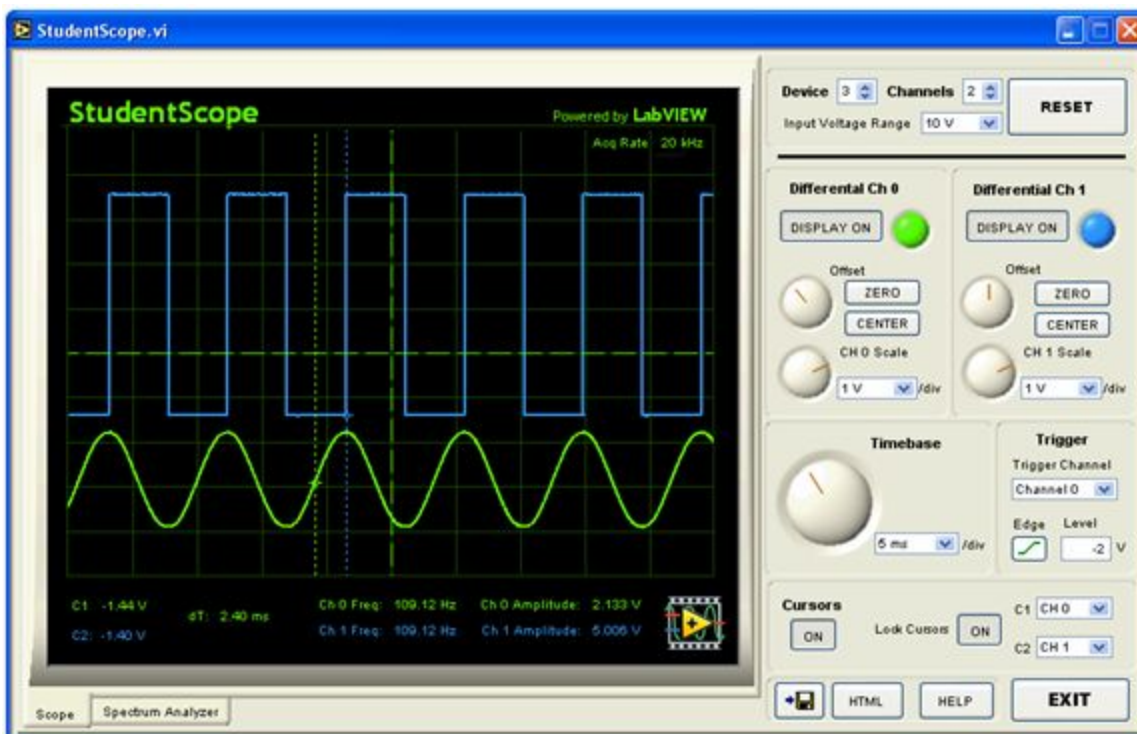 StudentScope.vi
StudentScope
Powered by LabVIEW
Acq Rate 20 kHz
C1 -1.44 V
dT: 2.40 ms
Ch 0 Freq: 109.12 Hz Ch 0 Amplitude: 2.133 V
C2: -1.40 V
Ch 1 Freq: 109.12 Hz Ch 1 Amplitude: 5.005 V
Scope
Spectrum Analyzer
Device 3 Channels 2
Input Voltage Range 10 V
RESET
Differental Ch 0
DISPLAY ON
Offset
ZERO
CENTER
CH 0 Scale
1 V /div
Differential Ch 1
DISPLAY ON
Offset
ZERO
CENTER
CH 1 Scale
1 V /div
Timebase
5 ms /div
Trigger
Trigger Channel
Channel 0
Edge Level
-2 V
Cursors
ON
Lock Cursors ON
C1 CH 0
C2 CH 1
HTML
HELP
EXIT